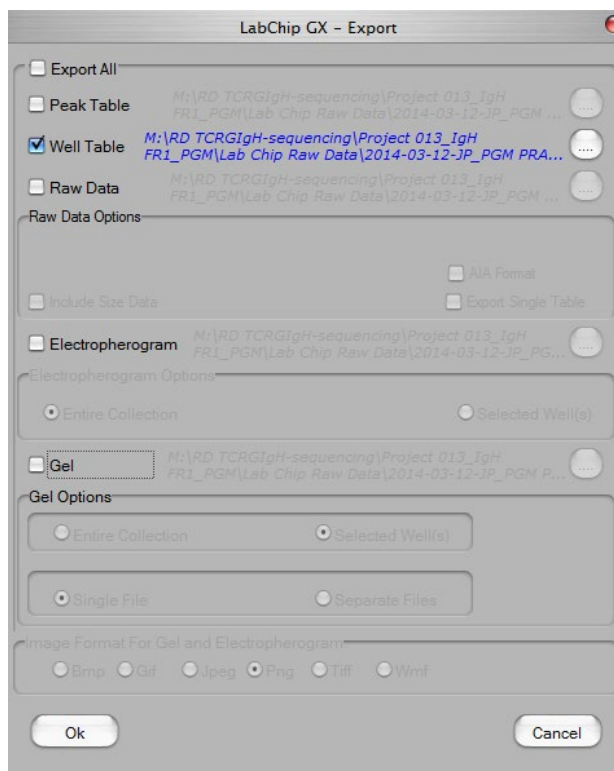 LabChip GX – Export
Export All
Peak Table
M:\RD TCRGIgH-sequencing\Project 013_IgH
FR1_PGM\Lab Chip Raw Data\2014-03-12-JP_PGM ...
....
Well Table
M:\RD TCRGIgH-sequencing\Project 013_IgH
FR1_PGM\Lab Chip Raw Data\2014-03-12-JP_PGM PRA...
....
Raw Data
M:\RD TCRGIgH-sequencing\Project 013_IgH
FR1_PGM\Lab Chip Raw Data\2014-03-12-JP_PGM ...
....
Raw Data Options
AIA Format
Include Size Data
Export Single Table
Electropherogram
M:\RD TCRGIgH-sequencing\Project 013_IgH
FR1_PGM\Lab Chip Raw Data\2014-03-12-JP_PG...
....
Electropherogram Options
Entire Collection
Selected Well(s)
Gel
M:\RD TCRGIgH-sequencing\Project 013_IgH
FR1_PGM\Lab Chip Raw Data\2014-03-12-JP_PGM P...
....
Gel Options
Entire Collection
Selected Well(s)
Single File
Separate Files
Image Format For Gel and Electropherogram
Bmp Gif Jpeg Png Tiff Wmf
Ok
Cancel